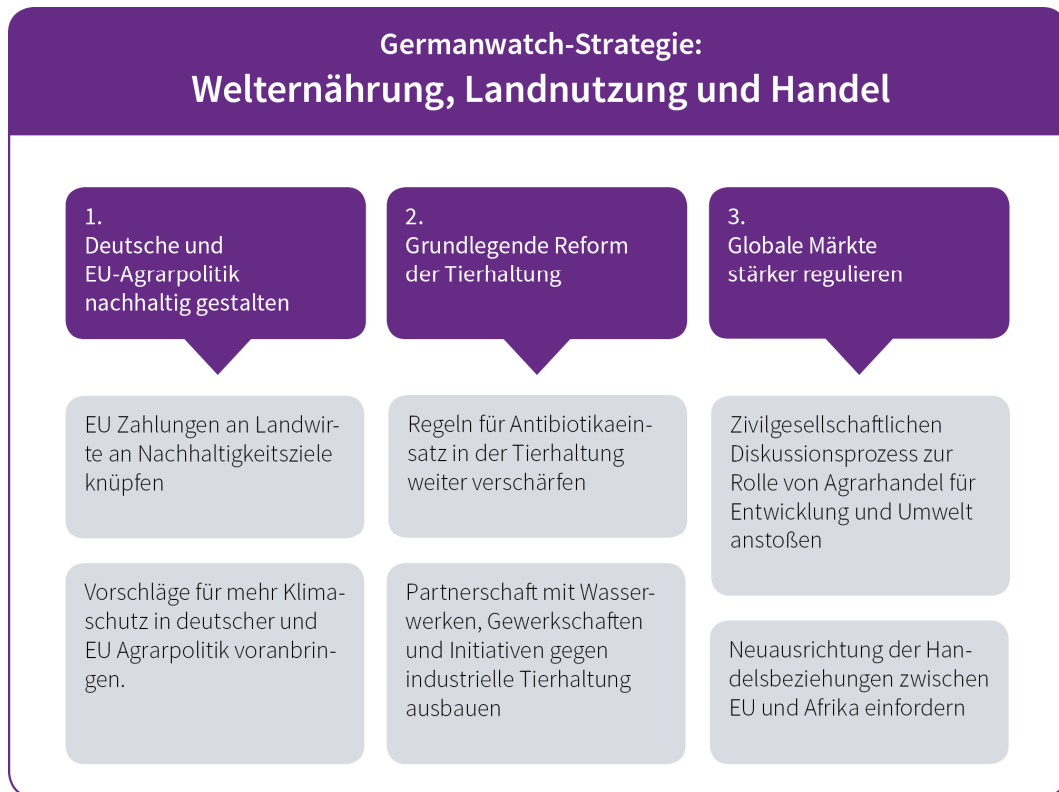 Germanwatch-Strategie:
Welternährung, Landnutzung und Handel
1.
Deutsche und
EU-Agrarpolitik
nachhaltig gestalten
EU Zahlungen an Landwir-
te an Nachhaltigkeitsziele
knüpfen
Vorschläge für mehr Klima-
schutz in deutscher und
EU Agrarpolitik voranbrin-
gen.
2.
Grundlegende Reform
der Tierhaltung
Regeln für Antibiotikaein-
satz in der Tierhaltung
weiter verschärfen
Partnerschaft mit Wasser-
werken, Gewerkschaften
und Initiativen gegen
industrielle Tierhaltung
ausbauen
3.
Globale Märkte
stärker regulieren
Zivilgesellschaftlichen
Diskussionsprozess zur
Rolle von Agrarhandel für
Entwicklung und Umwelt
anstoßen
Neuausrichtung der Han-
delsbeziehungen zwischen
EU und Afrika einfordern